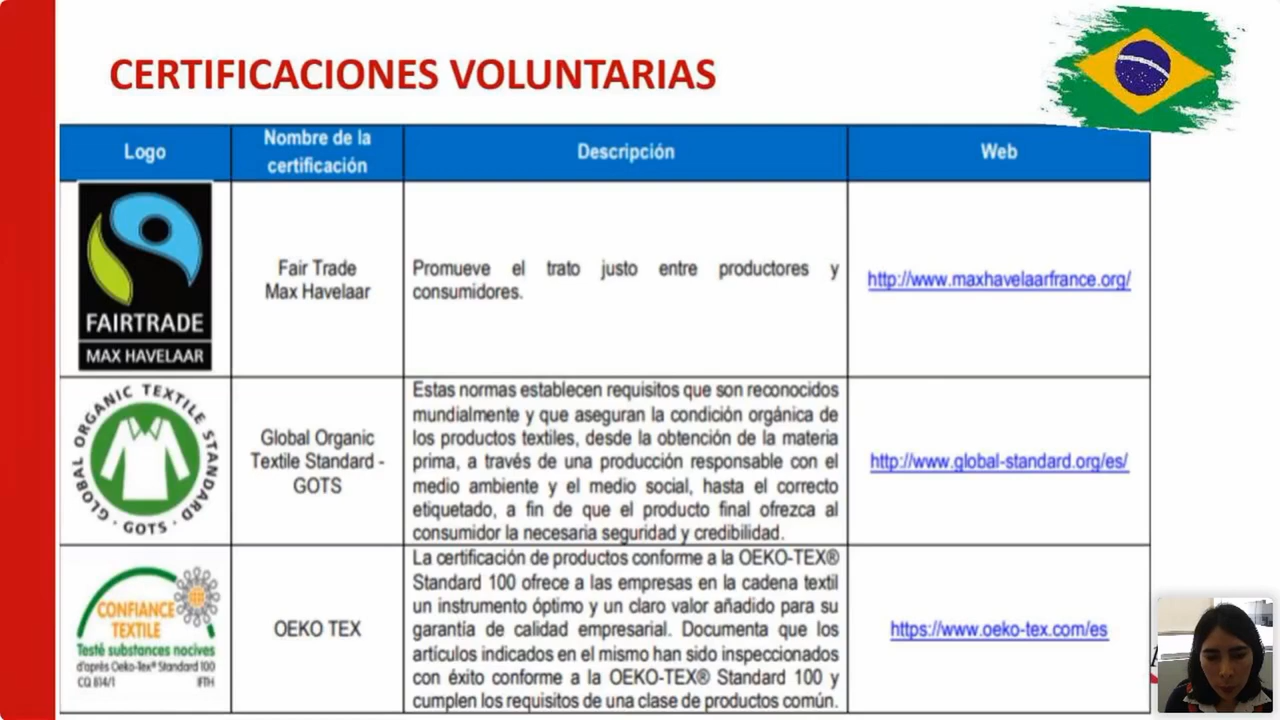 CERTIFICACIONES VOLUNTARIAS
Logo
Nombre de la
certificación
Descripción
Web
FAIRTRADE
MAX HAVELAAR
Fair Trade
Max Havelaar
Promueve el trato justo entre productores y
consumidores.
http://www.maxhavelaarfrance.org/
GLOBAL ORGANIC TEXTILE STANDARD · GOTS ·
Global Organic
Textile Standard -
GOTS
Estas normas establecen requisitos que son reconocidos
mundialmente y que aseguran la condición orgánica de
los productos textiles, desde la obtención de la materia
prima, a través de una producción responsable con el
medio ambiente y el medio social, hasta el correcto
etiquetado, a fin de que el producto final ofrezca al
consumidor la necesaria seguridad y credibilidad.
http://www.global-standard.org/es/
CONFIANCE
TEXTILE
Testé substances nocives
d'après Oeko-Tex® Standard 100
CQ 814/1 IFTH
OEKO TEX
La certificación de productos conforme a la OEKO-TEX®
Standard 100 ofrece a las empresas en la cadena textil
un instrumento óptimo y un claro valor añadido para su
garantía de calidad empresarial. Documenta que los
artículos indicados en el mismo han sido inspeccionados
con éxito conforme a la OEKO-TEX® Standard 100 y
cumplen los requisitos de una clase de productos común.
https://www.oeko-tex.com/es